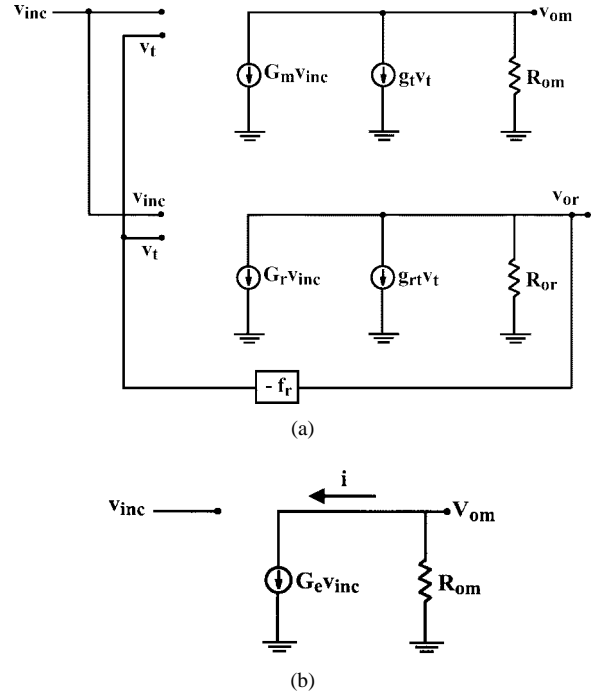 v_inc
v_t
G_m v_inc
g_t v_t
R_om
v_om
v_inc
v_t
G_r v_inc
g_rt v_t
R_or
v_or
- f_r
(a)
v_inc
i
V_om
G_e v_inc
R_om
(b)